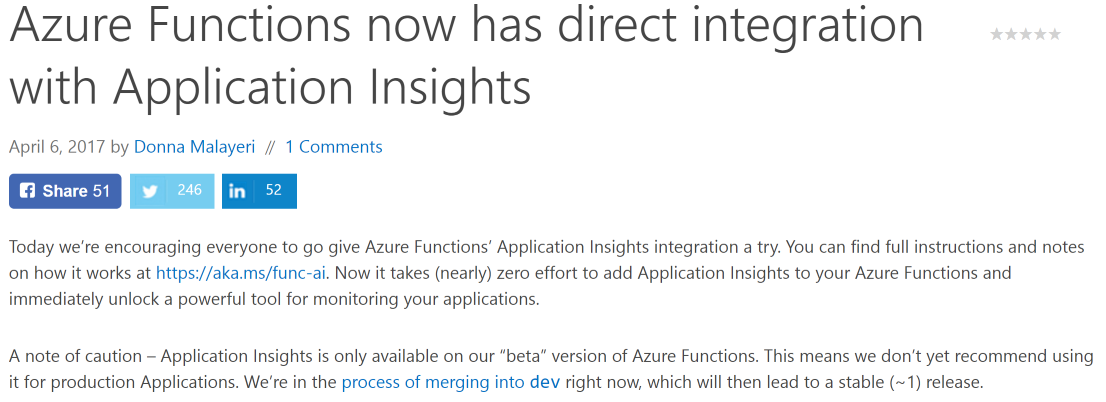 Azure Functions now has direct integration
with Application Insights
April 6, 2017 by Donna Malayeri // 1 Comments
Share 51 246 in 52
Today we’re encouraging everyone to go give Azure Functions’ Application Insights integration a try. You can find full instructions and notes
on how it works at https://aka.ms/func-ai. Now it takes (nearly) zero effort to add Application Insights to your Azure Functions and
immediately unlock a powerful tool for monitoring your applications.
A note of caution – Application Insights is only available on our “beta” version of Azure Functions. This means we don’t yet recommend using
it for production Applications. We’re in the process of merging into dev right now, which will then lead to a stable (~1) release.